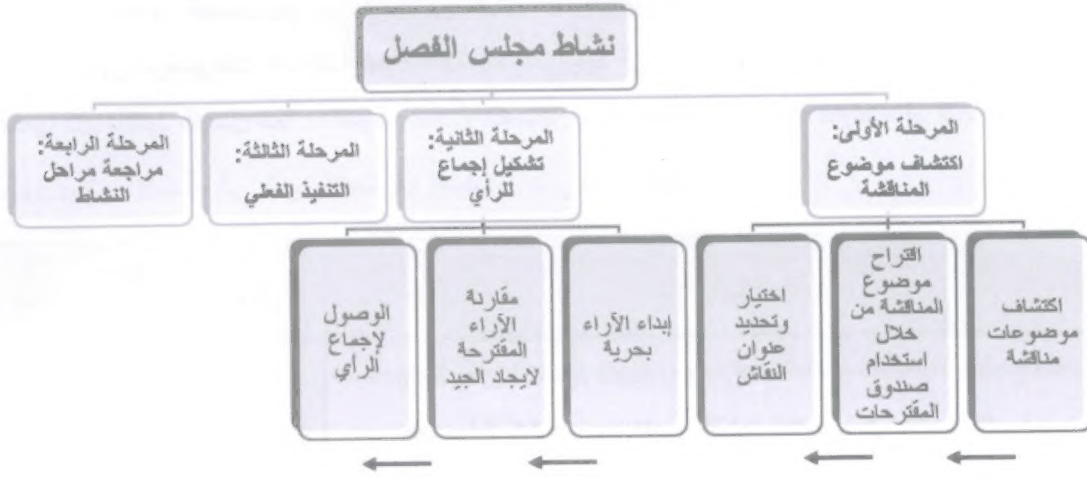 نشاط مجلس الفصل
المرحلة الأولى:
اكتشاف موضوع
المناقشة
المرحلة الثانية:
تشكيل إجماع
للرأي
المرحلة الثالثة:
التنفيذ الفعلي
المرحلة الرابعة:
مراجعة مراحل
النشاط
اكتشاف
موضوعات
مناقشة
اقتراح
موضوع
المناقشة من
خلال
استخدام
صندوق
المقترحات
اختيار
وتحديد
عنوان
النقاش
إبداء الآراء
بحرية
مقارنة
الآراء
المقترحة
لايجاد الجيد
الوصول
لإجماع
الرأي